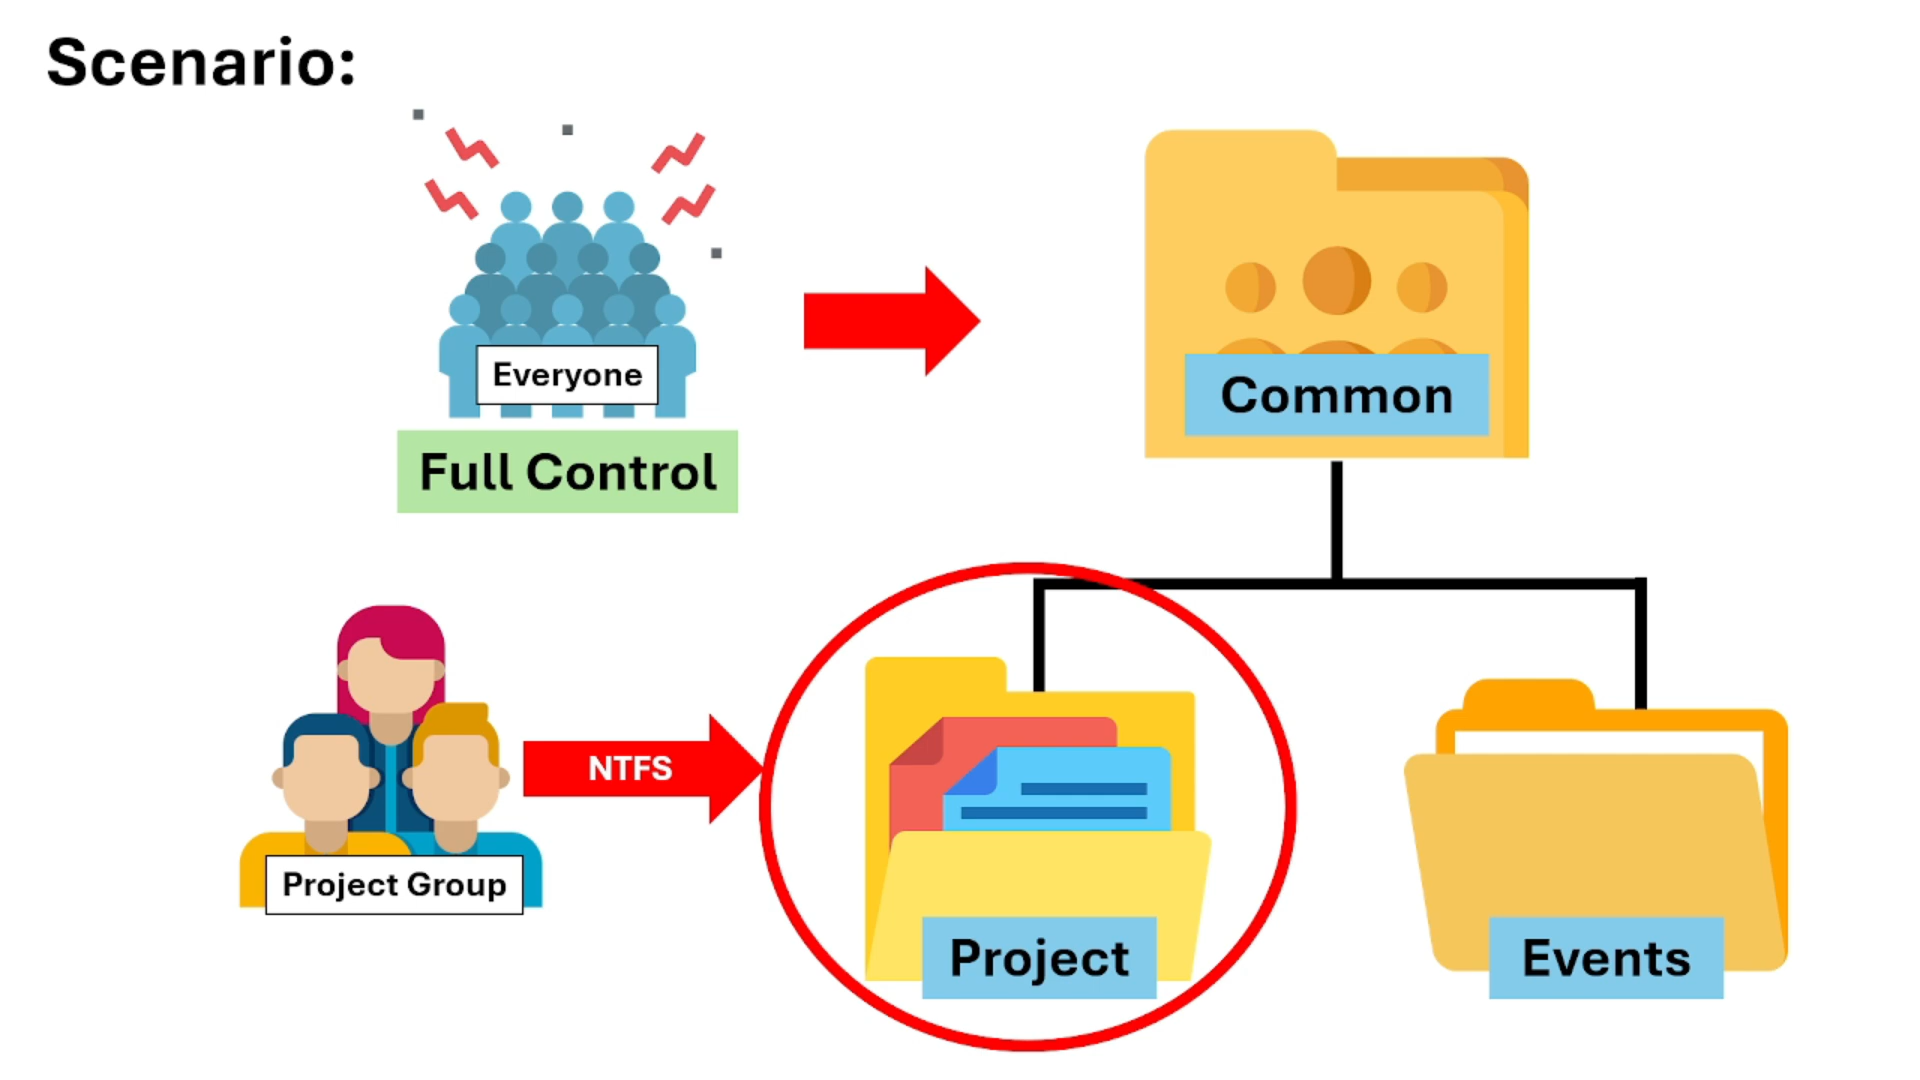 Scenario:
Everyone
Full Control
Common
NTFS
Project Group
Project
Events